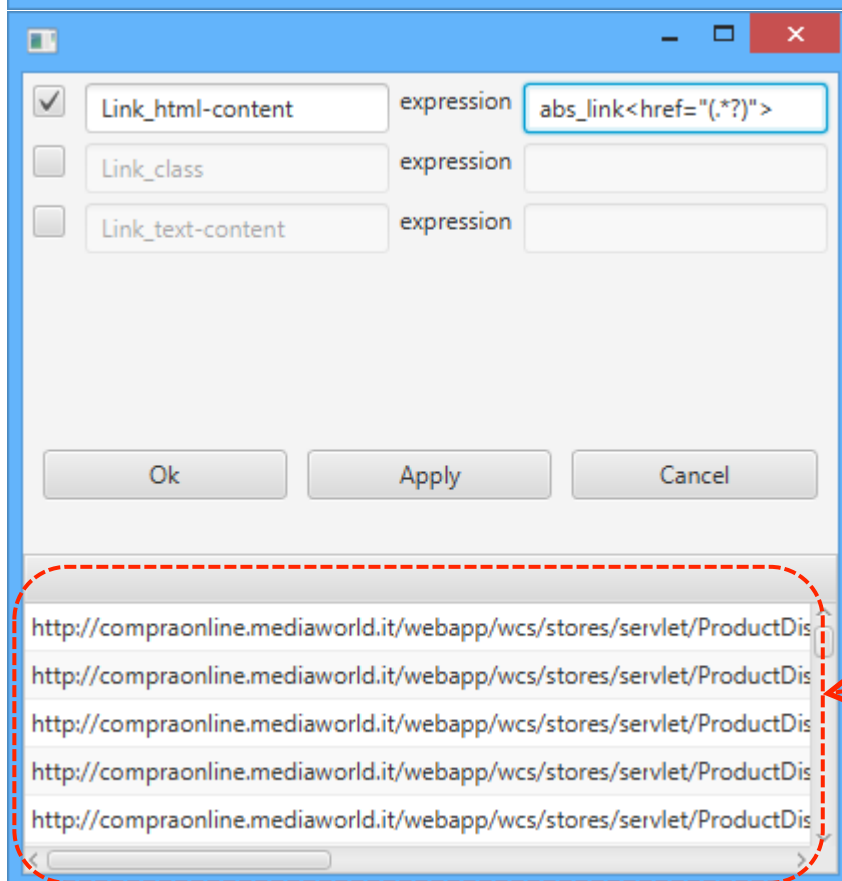 Link_html-content expression abs_link<href="(.*?)">
Link_class expression
Link_text-content expression
Ok Apply Cancel
http://compraonline.mediaworld.it/webapp/wcs/stores/servlet/ProductDis
http://compraonline.mediaworld.it/webapp/wcs/stores/servlet/ProductDis
http://compraonline.mediaworld.it/webapp/wcs/stores/servlet/ProductDis
http://compraonline.mediaworld.it/webapp/wcs/stores/servlet/ProductDis
http://compraonline.mediaworld.it/webapp/wcs/stores/servlet/ProductDis